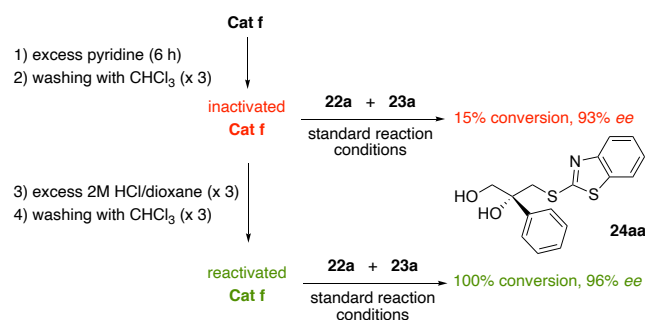 Cat f
1) excess pyridine (6 h)
2) washing with CHCl3 (x 3)
inactivated
Cat f
22a + 23a
standard reaction
conditions
15% conversion, 93% ee
3) excess 2M HCl/dioxane (x 3)
4) washing with CHCl3 (x 3)
HO
HO
S
N
S
24aa
reactivated
Cat f
22a + 23a
standard reaction
conditions
100% conversion, 96% ee